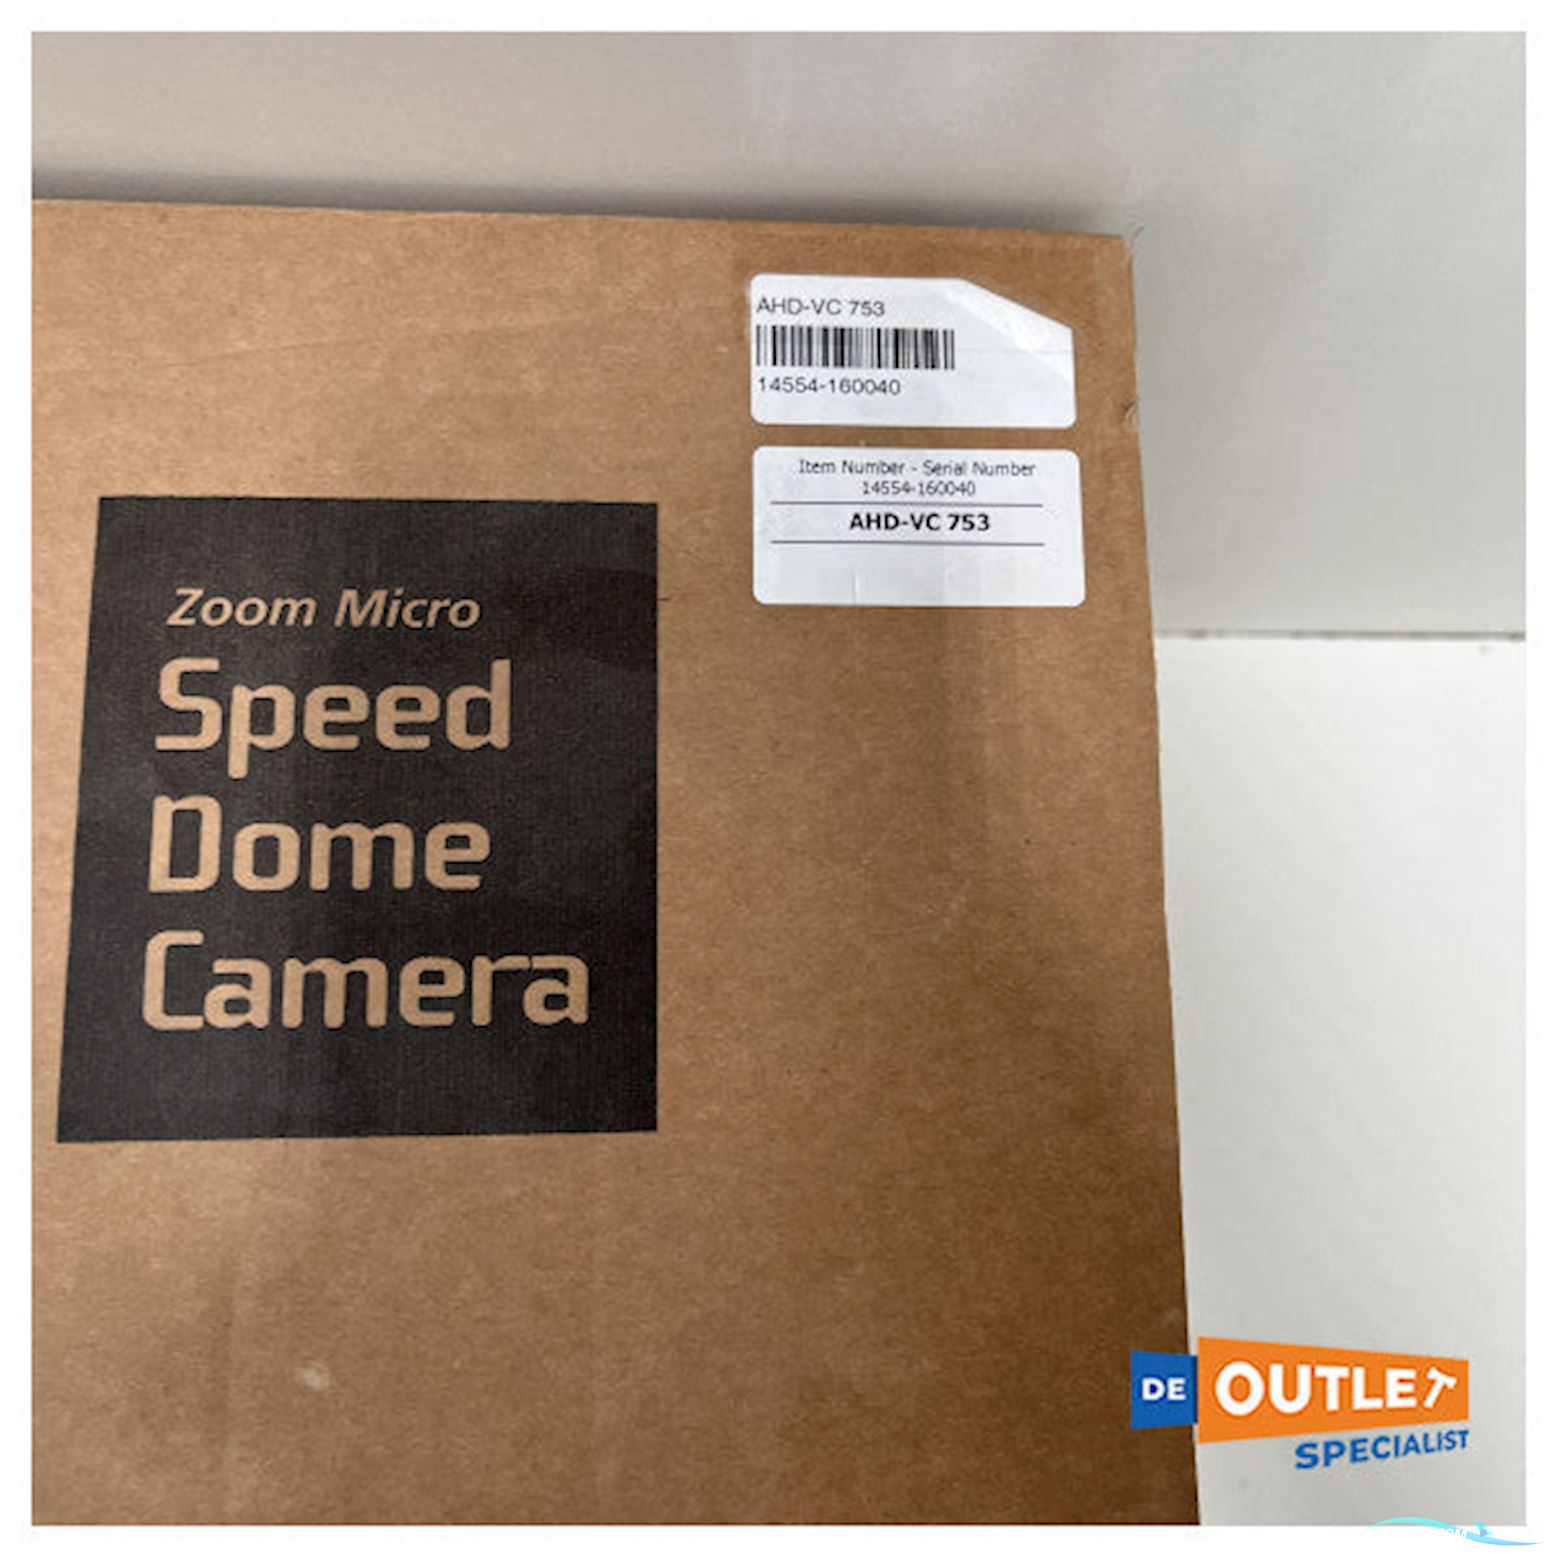 AHD-VC 753
14554-160040
Item Number - Serial Number
14554-160040
AHD-VC 753
Zoom Micro
Speed
Dome
Camera
DE OUTLET
SPECIALIST